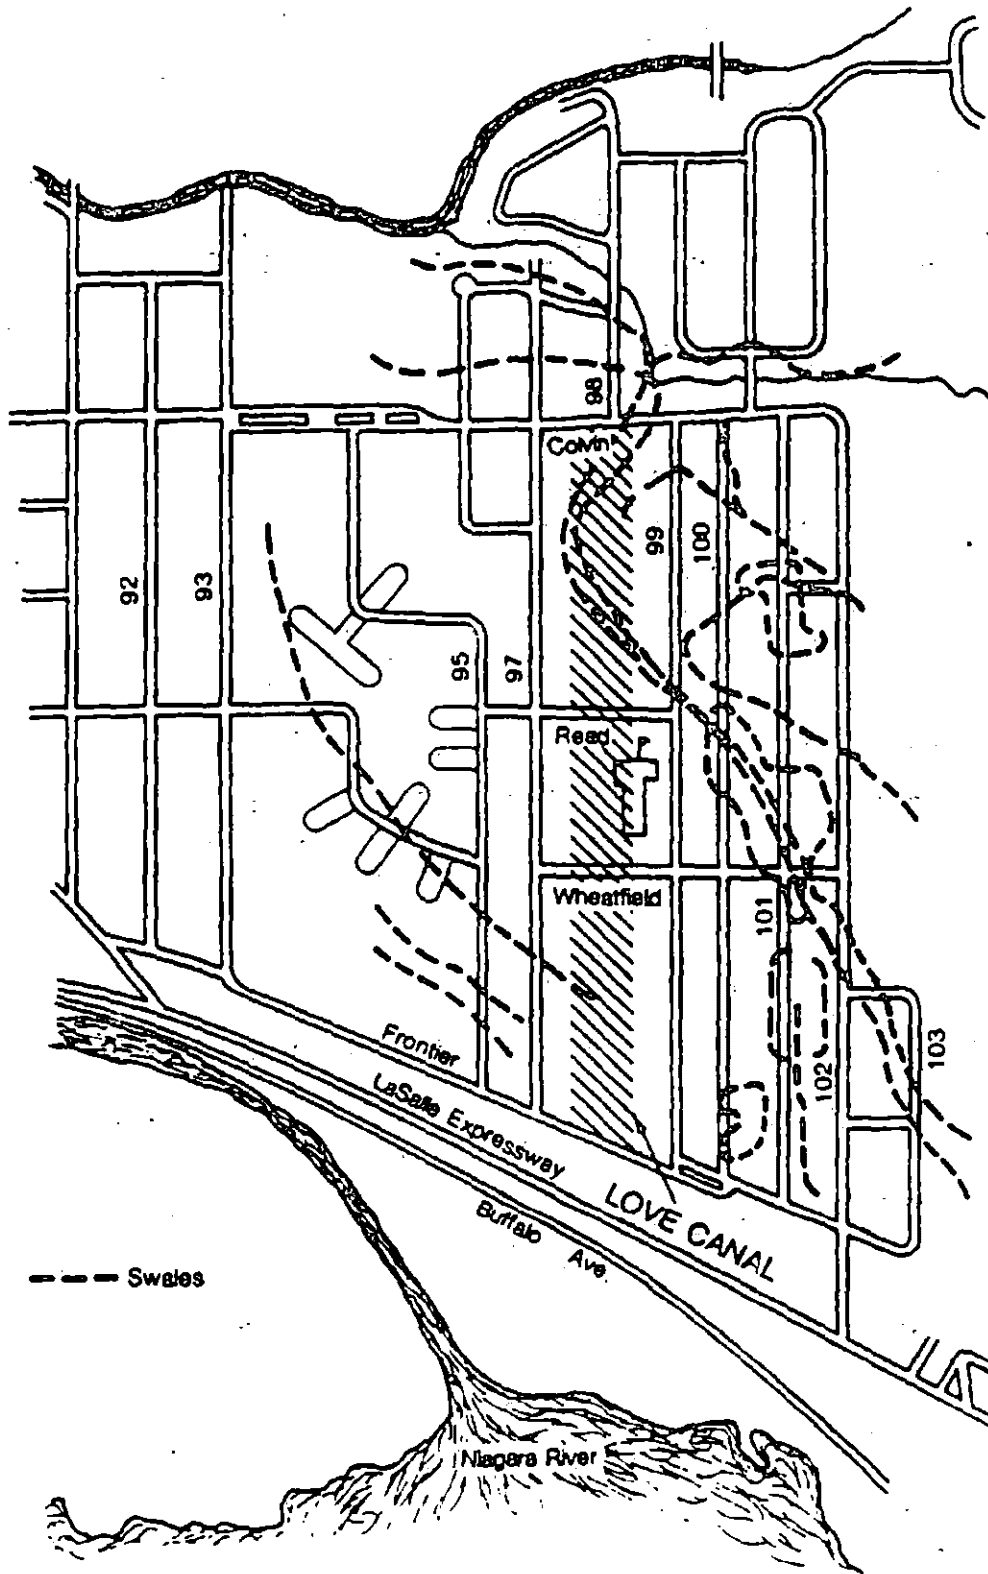 98
Colvin
99
100
92
93
95
97
Read
Wheatfield
101
102
103
Frontier
LaSalle Expressway
Buffalo Ave
LOVE CANAL
Swales
Niagara River